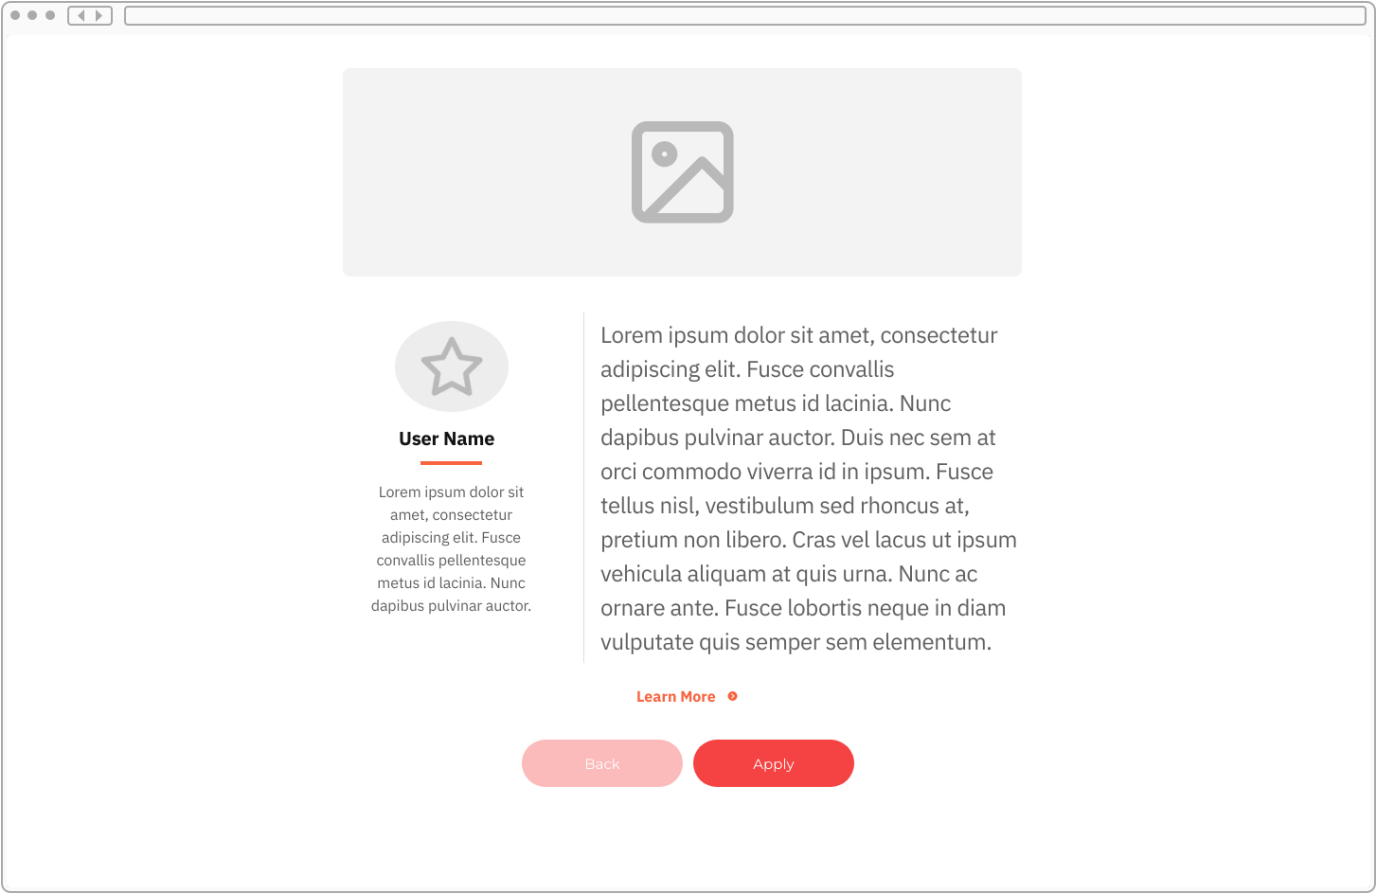 User Name
Lorem ipsum dolor sit
amet, consectetur
adipiscing elit. Fusce
convallis pellentesque
metus id lacinia. Nunc
dapibus pulvinar auctor.
Lorem ipsum dolor sit amet, consectetur
adipiscing elit. Fusce convallis
pellentesque metus id lacinia. Nunc
dapibus pulvinar auctor. Duis nec sem at
orci commodo viverra id in ipsum. Fusce
tellus nisl, vestibulum sed rhoncus at,
pretium non libero. Cras vel lacus ut ipsum
vehicula aliquam at quis urna. Nunc ac
ornare ante. Fusce lobortis neque in diam
vulputate quis semper sem elementum.
Learn More
Back
Apply